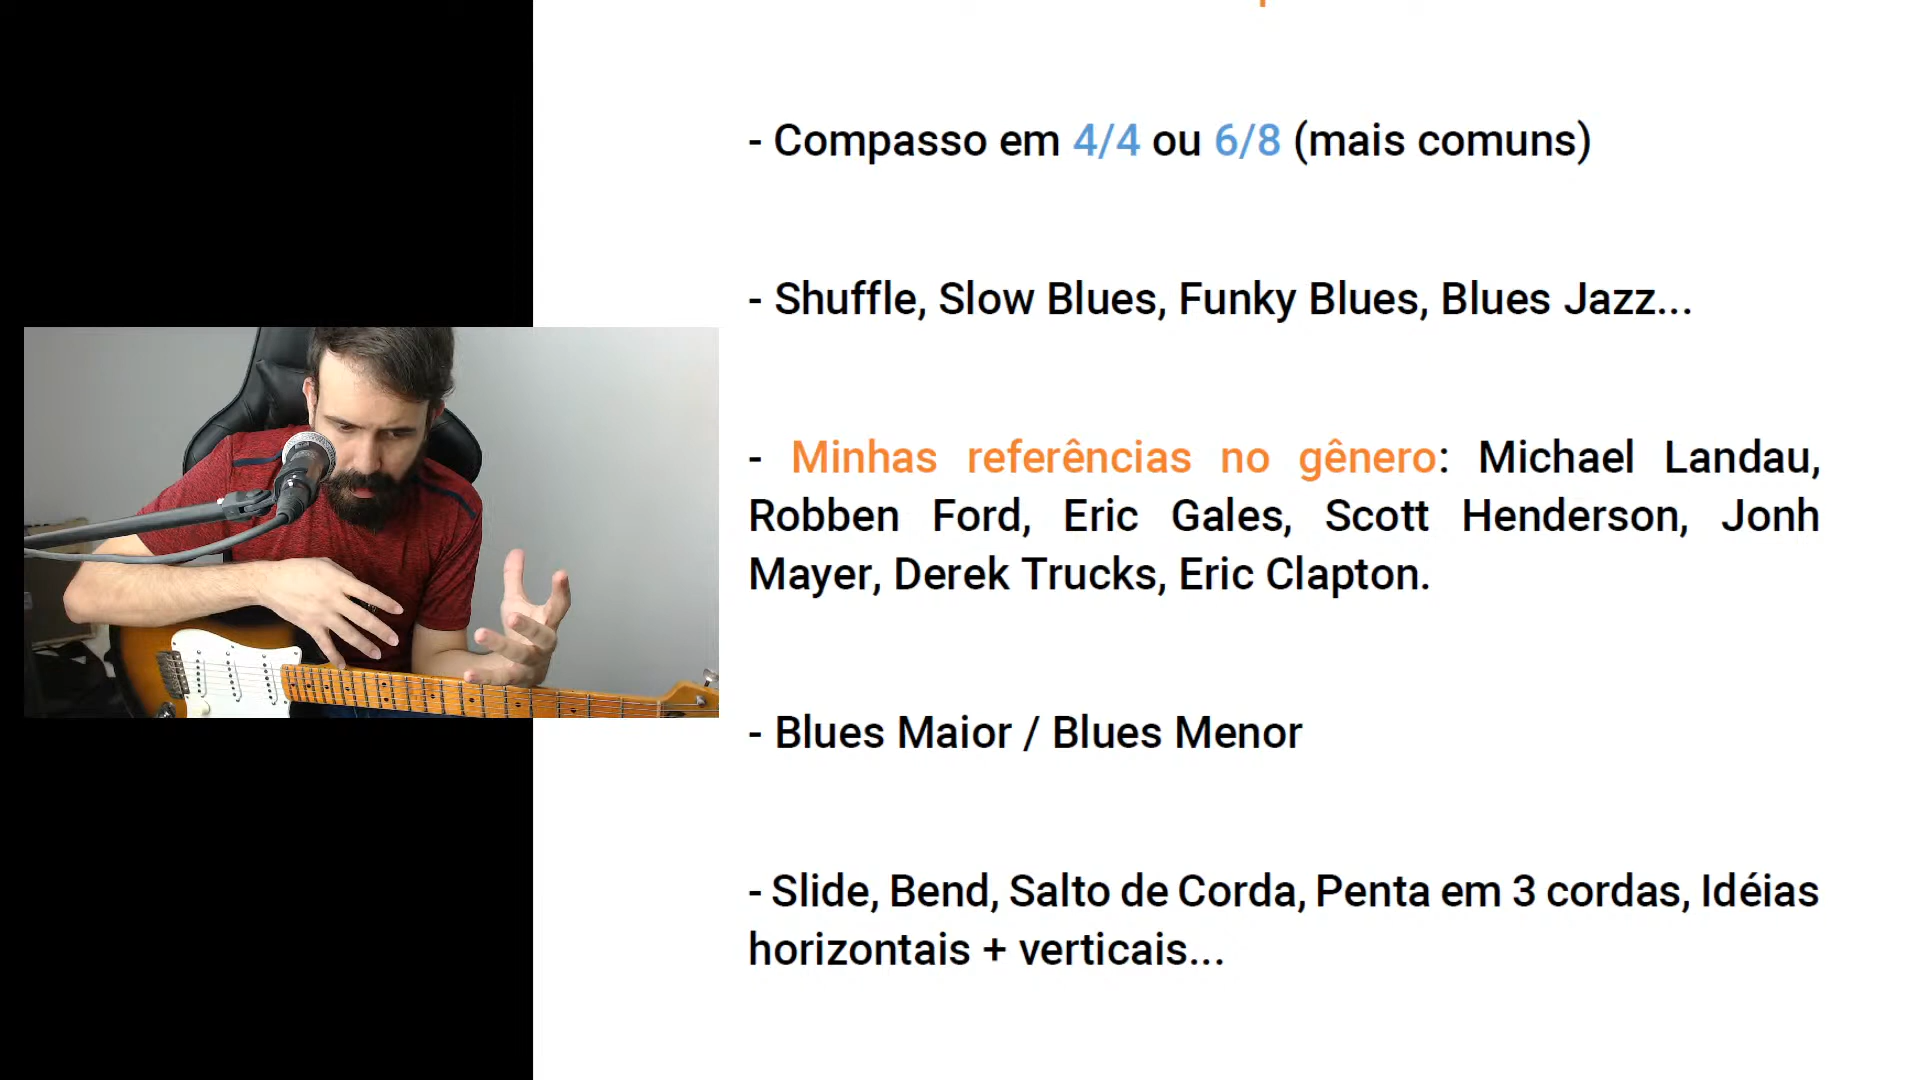 - Compasso em 4/4 ou 6/8 (mais comuns)
- Shuffle, Slow Blues, Funky Blues, Blues Jazz...
- Minhas referências no gênero: Michael Landau,
Robben Ford, Eric Gales, Scott Henderson, Jonh
Mayer, Derek Trucks, Eric Clapton.
- Blues Maior / Blues Menor
- Slide, Bend, Salto de Corda, Penta em 3 cordas, Idéias
horizontais + verticais...